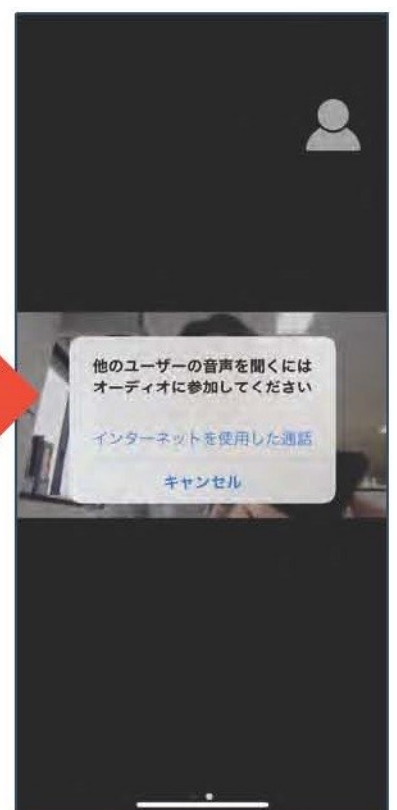 他のユーザーの音声を聞くには
オーディオに参加してください
インターネットを使用した通話
キャンセル